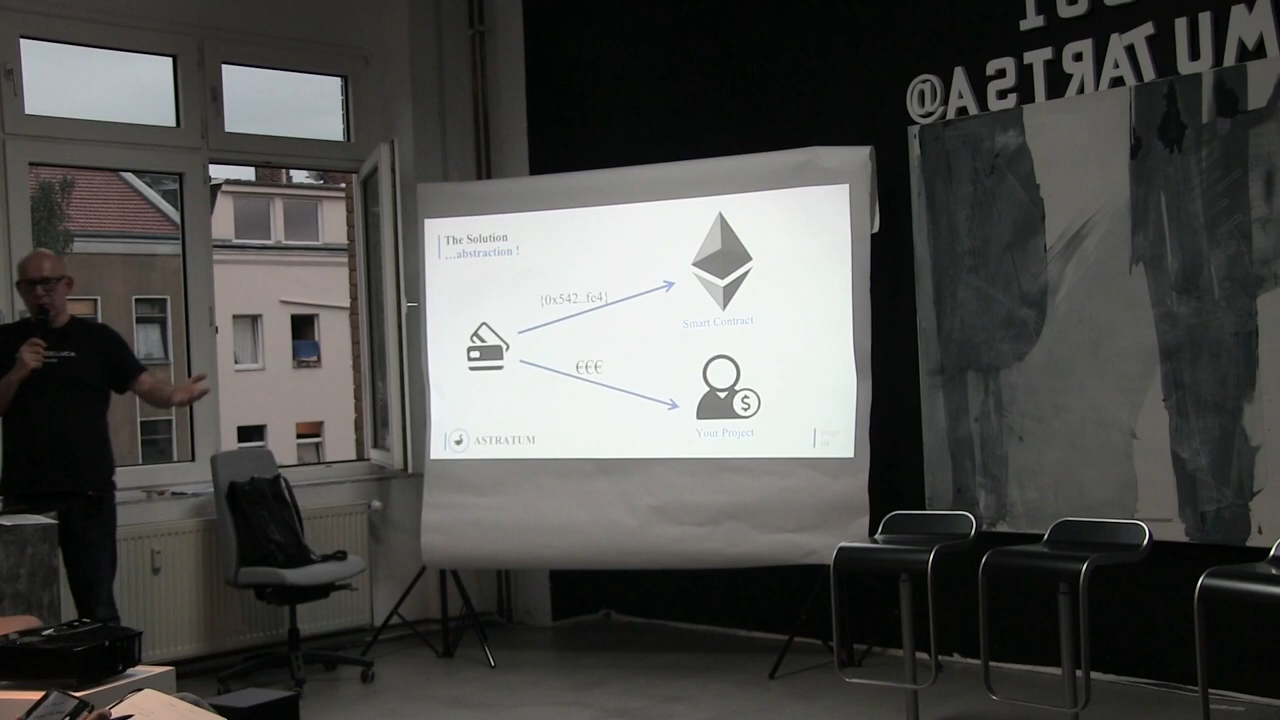 @ASTRATUM
The Solution
...abstraction !
{0x542..fe4}
Smart Contract
€€€
$
Your Project
ASTRATUM